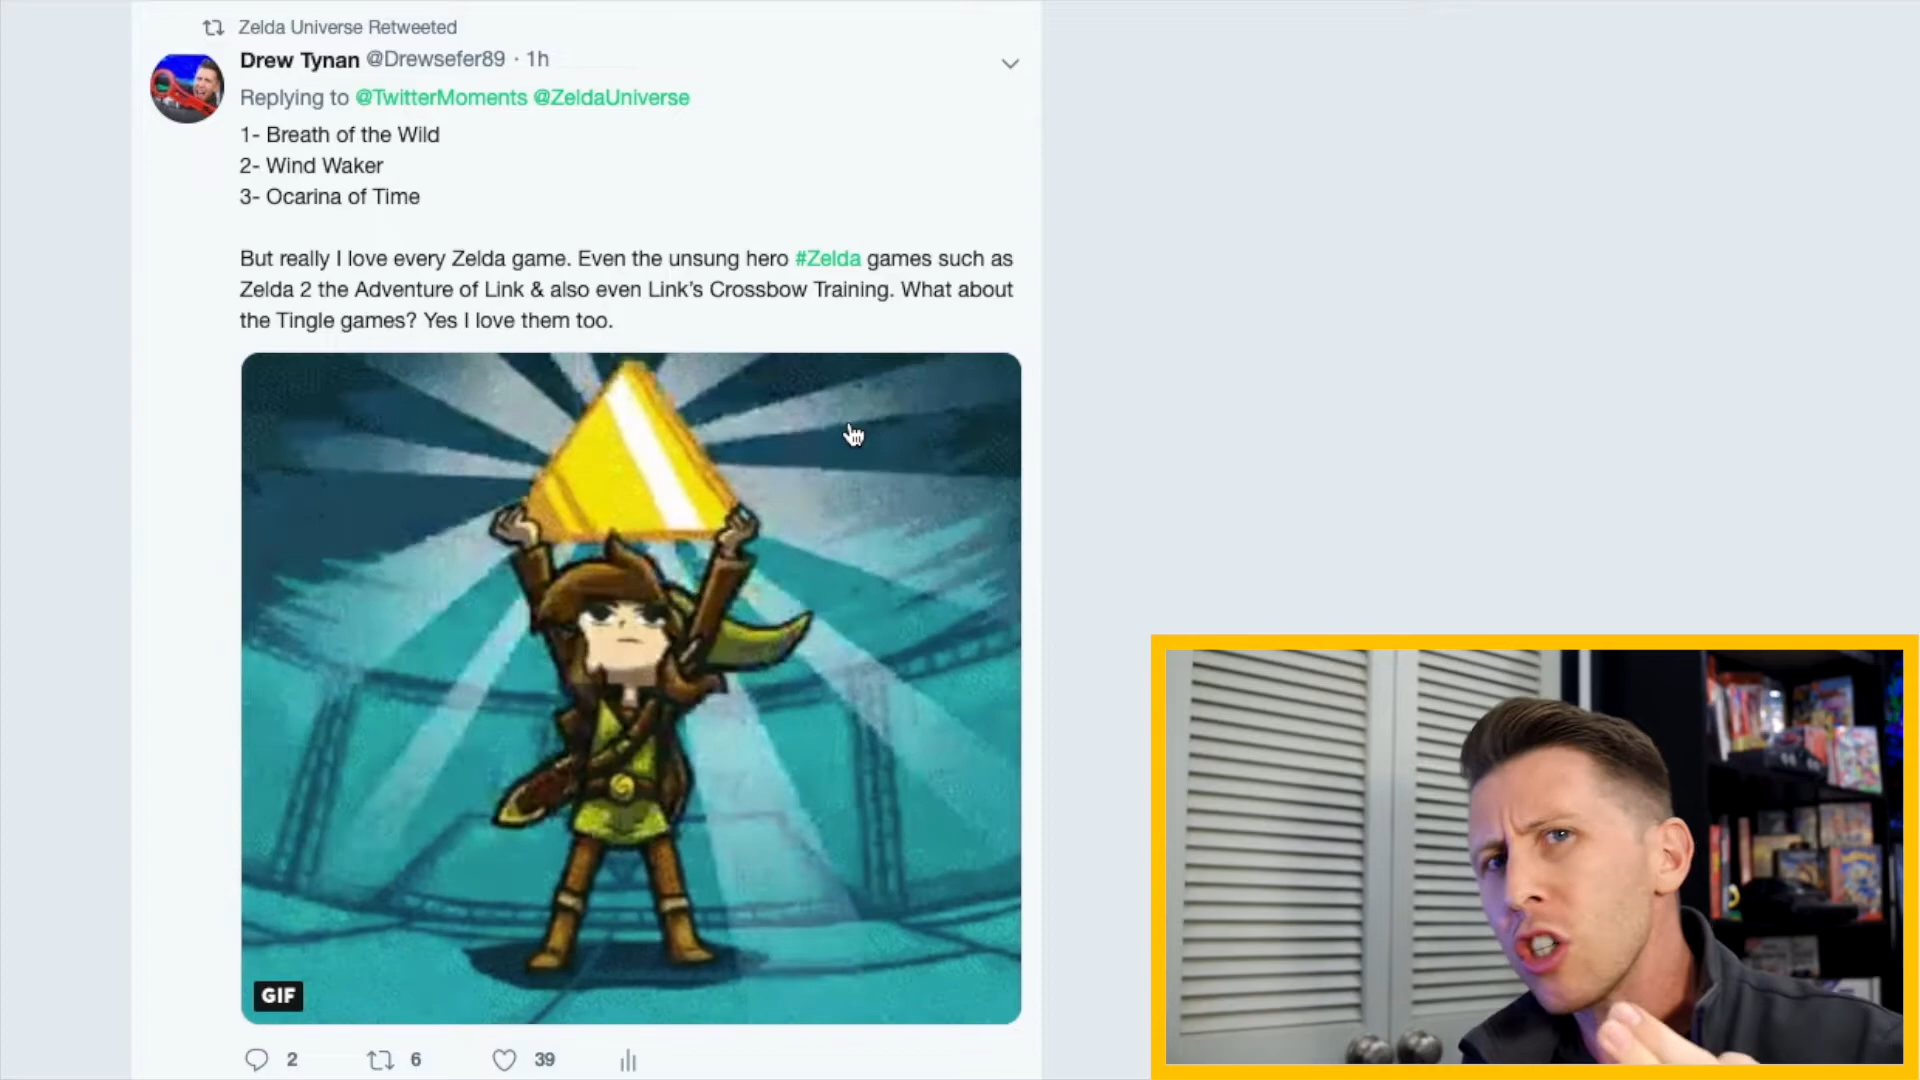 Zelda Universe Retweeted
Drew Tynan @Drewsefer89 · 1h
Replying to @TwitterMoments @ZeldaUniverse
1- Breath of the Wild
2- Wind Waker
3- Ocarina of Time
But really I love every Zelda game. Even the unsung hero #Zelda games such as
Zelda 2 the Adventure of Link & also even Link’s Crossbow Training. What about
the Tingle games? Yes I love them too.
GIF
2 6 39